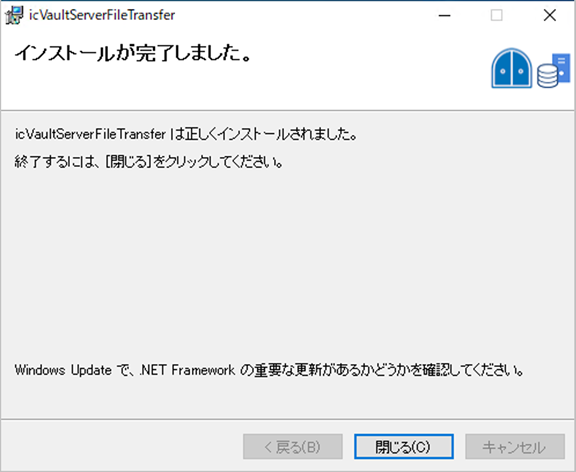 icVaultServerFileTransfer
インストールが完了しました。
icVaultServerFileTransfer は正しくインストールされました。
終了するには、[閉じる]をクリックしてください。
Windows Update で、.NET Framework の重要な更新があるかどうかを確認してください。
< 戻る(B)
閉じる(C)
キャンセル